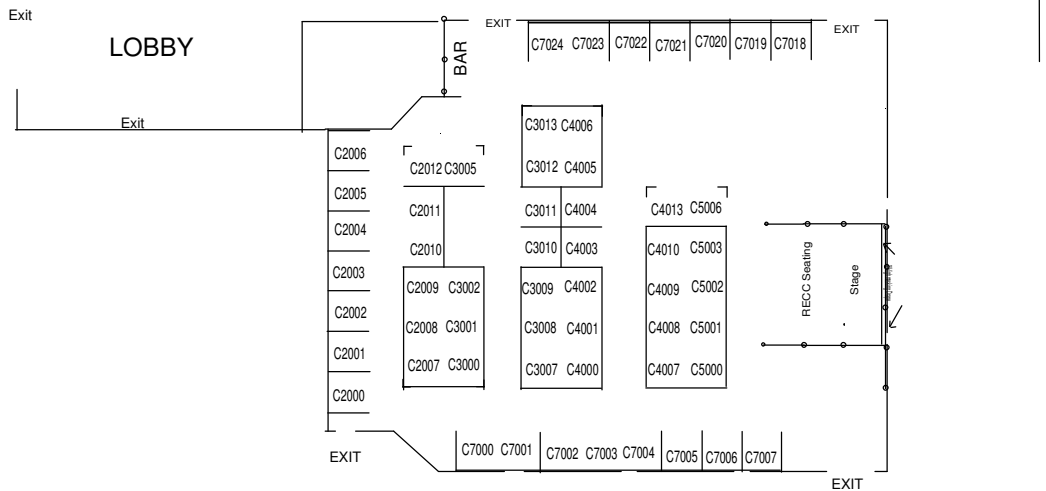 Exit
LOBBY
Exit
BAR
EXIT
C7024 C7023 C7022 C7021 C7020 C7019 C7018
EXIT
C2006
C2005
C2004
C2003
C2002
C2001
C2000
EXIT
C2012 C3005
C2011
C2010
C2009 C3002
C2008 C3001
C2007 C3000
C3013 C4006
C3012 C4005
C3011 C4004
C3010 C4003
C3009 C4002
C3008 C4001
C3007 C4000
C4013 C5006
C4010 C5003
C4009 C5002
C4008 C5001
C4007 C5000
RECC Seating
Stage
C7000 C7001 C7002 C7003 C7004 C7005 C7006 C7007
EXIT